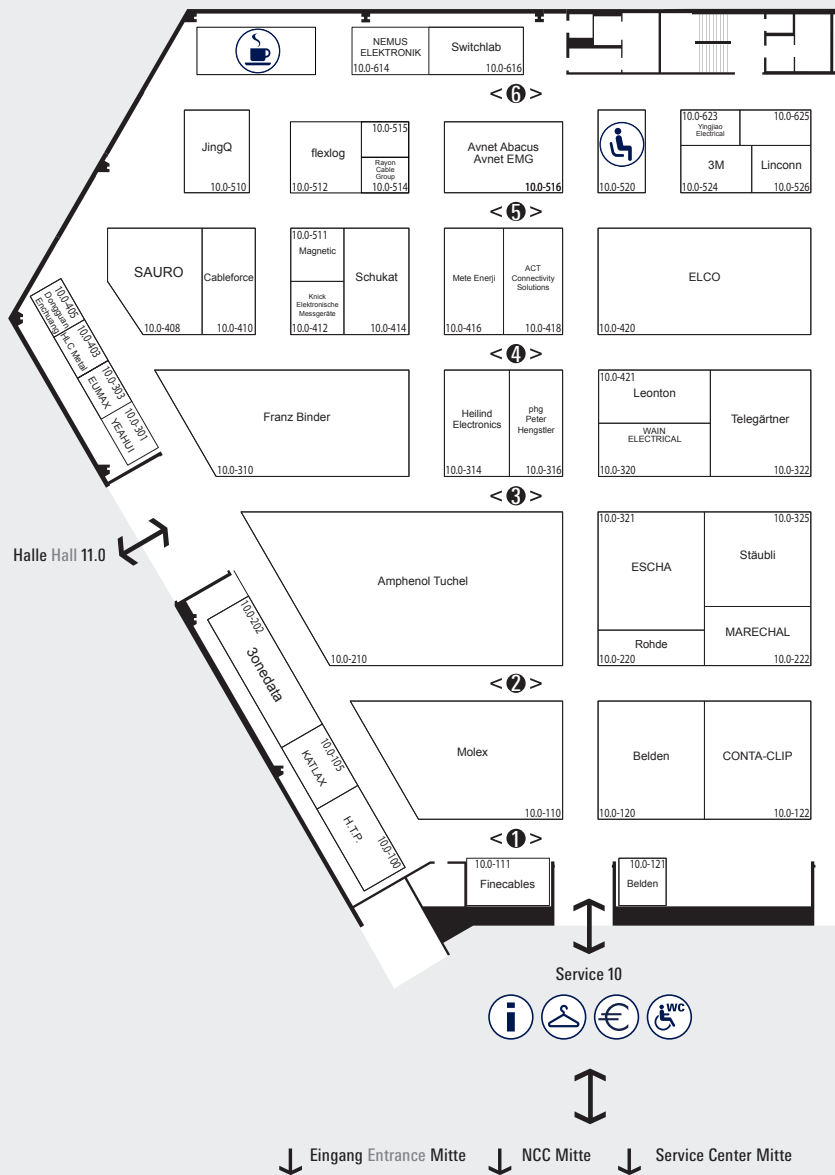 NEMUS
ELEKTRONIK
10.0-614
Switchlab
10.0-616
< 6 >
JingQ
10.0-510
flexlog
10.0-512
10.0-515
Rayon
Cable
Group
10.0-514
Avnet Abacus
Avnet EMG
10.0-516
10.0-520
10.0-623
Yingjiao
Electrical
10.0-625
3M
10.0-524
Linconn
10.0-526
< 5 >
SAURO
10.0-408
Cableforce
10.0-410
10.0-511
Magnetic
Knick
Elektronische
Messgeräte
10.0-412
Schukat
10.0-414
Mete Enerji
10.0-416
ACT
Connectivity
Solutions
10.0-418
ELCO
10.0-420
10.0-405
Dongguan
Enchuang
10.0-403
HLC Metal
10.0-303
EUMAX
10.0-301
YEAHUI
< 4 >
Franz Binder
10.0-310
Heilind
Electronics
10.0-314
phg
Peter
Hengstler
10.0-316
10.0-421
Leonton
WAIN
ELECTRICAL
10.0-320
Telegärtner
10.0-322
< 3 >
Halle Hall 11.0
Amphenol Tuchel
10.0-210
10.0-321
ESCHA
10.0-325
Stäubli
Rohde
10.0-220
MARECHAL
10.0-222
10.0-202
3onedata
10.0-105
KATLAX
H.T.P.
10.0-100
< 2 >
Molex
10.0-110
Belden
10.0-120
CONTA-CLIP
10.0-122
< 1 >
10.0-111
Finecables
10.0-121
Belden
Service 10
i
€
WC
Eingang Entrance Mitte
NCC Mitte
Service Center Mitte